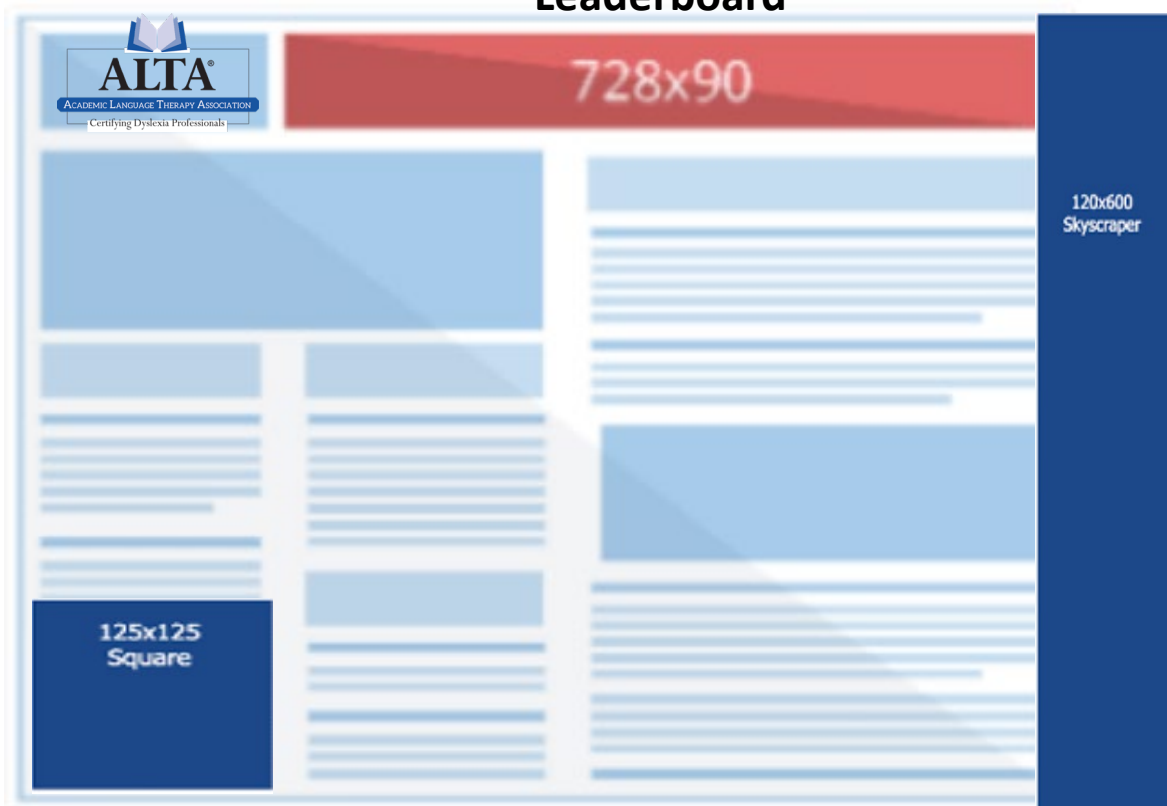 Leaderboard
ALTA®
ACADEMIC LANGUAGE THERAPY ASSOCIATION
Certifying Dyslexia Professionals
728x90
120x600
Skyscraper
125x125
Square